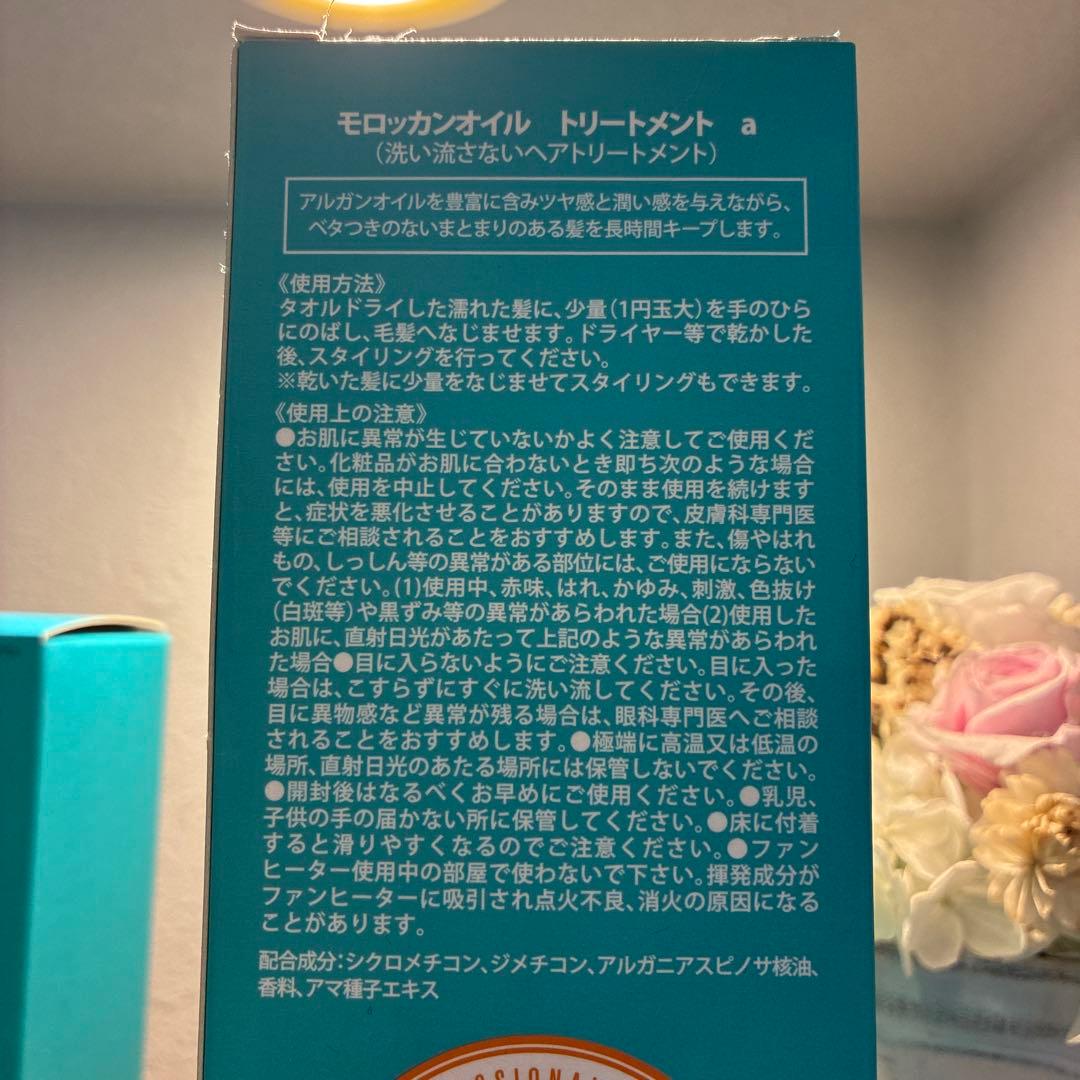 モロッカンオイル　トリートメント　a
（洗い流さないヘアトリートメント）
アルガンオイルを豊富に含みツヤ感と潤い感を与えながら、
ベタつきのないまとまりのある髪を長時間キープします。
《使用方法》
タオルドライした濡れた髪に、少量（1円玉大）を手のひら
にのばし、毛髪へなじませます。ドライヤー等で乾かした
後、スタイリングを行ってください。
※乾いた髪に少量をなじませてスタイリングもできます。
《使用上の注意》
●お肌に異常が生じていないかよく注意してご使用くだ
さい。化粧品がお肌に合わないとき即ち次のような場合
には、使用を中止してください。そのまま使用を続けます
と、症状を悪化させることがありますので、皮膚科専門医
等にご相談されることをおすすめします。また、傷やはれ
もの、しっしん等の異常がある部位には、ご使用にならない
でください。(1)使用中、赤味、はれ、かゆみ、刺激、色抜け
（白斑等）や黒ずみ等の異常があらわれた場合(2)使用した
お肌に、直射日光があたって上記のような異常があらわれ
た場合●目に入らないようにご注意ください。目に入った
場合は、こすらずにすぐに洗い流してください。その後、
目に異物感など異常が残る場合は、眼科専門医へご相談
されることをおすすめします。●極端に高温又は低温の
場所、直射日光のあたる場所には保管しないでください。
●開封後はなるべくお早めにご使用ください。●乳児、
子供の手の届かない所に保管してください。●床に付着
すると滑りやすくなるのでご注意ください。●ファン
ヒーター使用中の部屋で使わないで下さい。揮発成分が
ファンヒーターに吸引され点火不良、消火の原因になる
ことがあります。
配合成分：シクロメチコン、ジメチコン、アルガニアスピノサ核油、
香料、アマ種子エキス